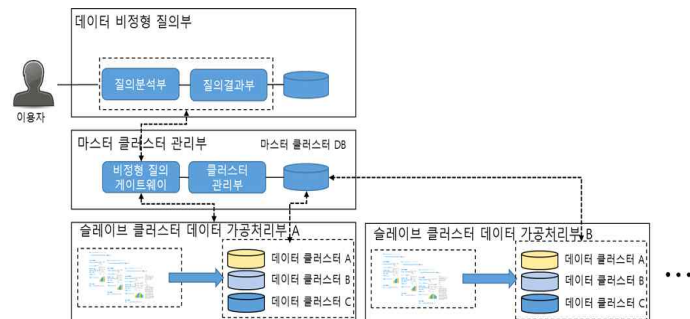 데이터 비정형 질의부
질의분석부
질의결과부
이용자
마스터 클러스터 관리부
마스터 클러스터 DB
비정형 질의
게이트웨이
클러스터
관리부
슬레이브 클러스터 데이터 가공처리부 A
데이터 클러스터 A
데이터 클러스터 B
데이터 클러스터 C
슬레이브 클러스터 데이터 가공처리부 B
데이터 클러스터 A
데이터 클러스터 B
데이터 클러스터 C
...